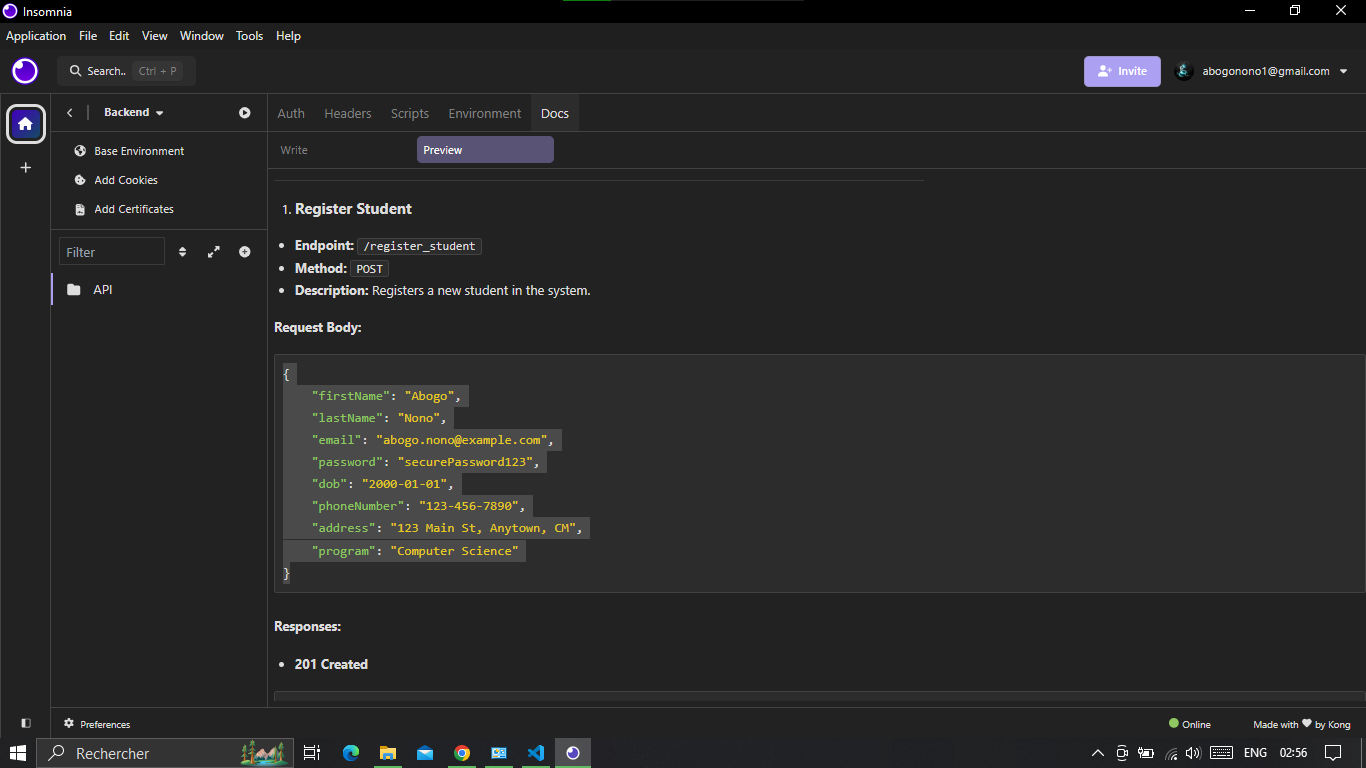 Insomnia
Application File Edit View Window Tools Help
Search.. Ctrl + P
Invite
abogonono1@gmail.com
Backend
Auth Headers Scripts Environment Docs
Write Preview
Base Environment
Add Cookies
Add Certificates
Filter
API
1. Register Student
• Endpoint: /register_student
• Method: POST
• Description: Registers a new student in the system.
Request Body:
{
"firstName": "Abogo",
"lastName": "Nono",
"email": "abogo.nono@example.com",
"password": "securePassword123",
"dob": "2000-01-01",
"phoneNumber": "123-456-7890",
"address": "123 Main St, Anytown, CM",
"program": "Computer Science"
}
Responses:
• 201 Created
Preferences
Online
Made with ❤ by Kong
Rechercher
ENG 02:56